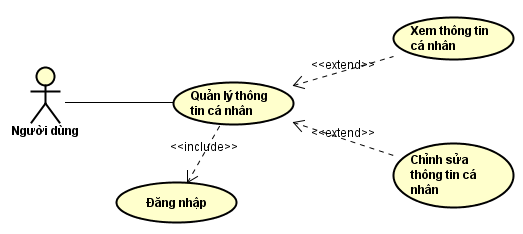 Xem thông tin
cá nhân
<<extend>>
Quản lý thông
tin cá nhân
Người dùng
<<extend>>
<<include>>
Chỉnh sửa
thông tin cá
nhân
Đăng nhập